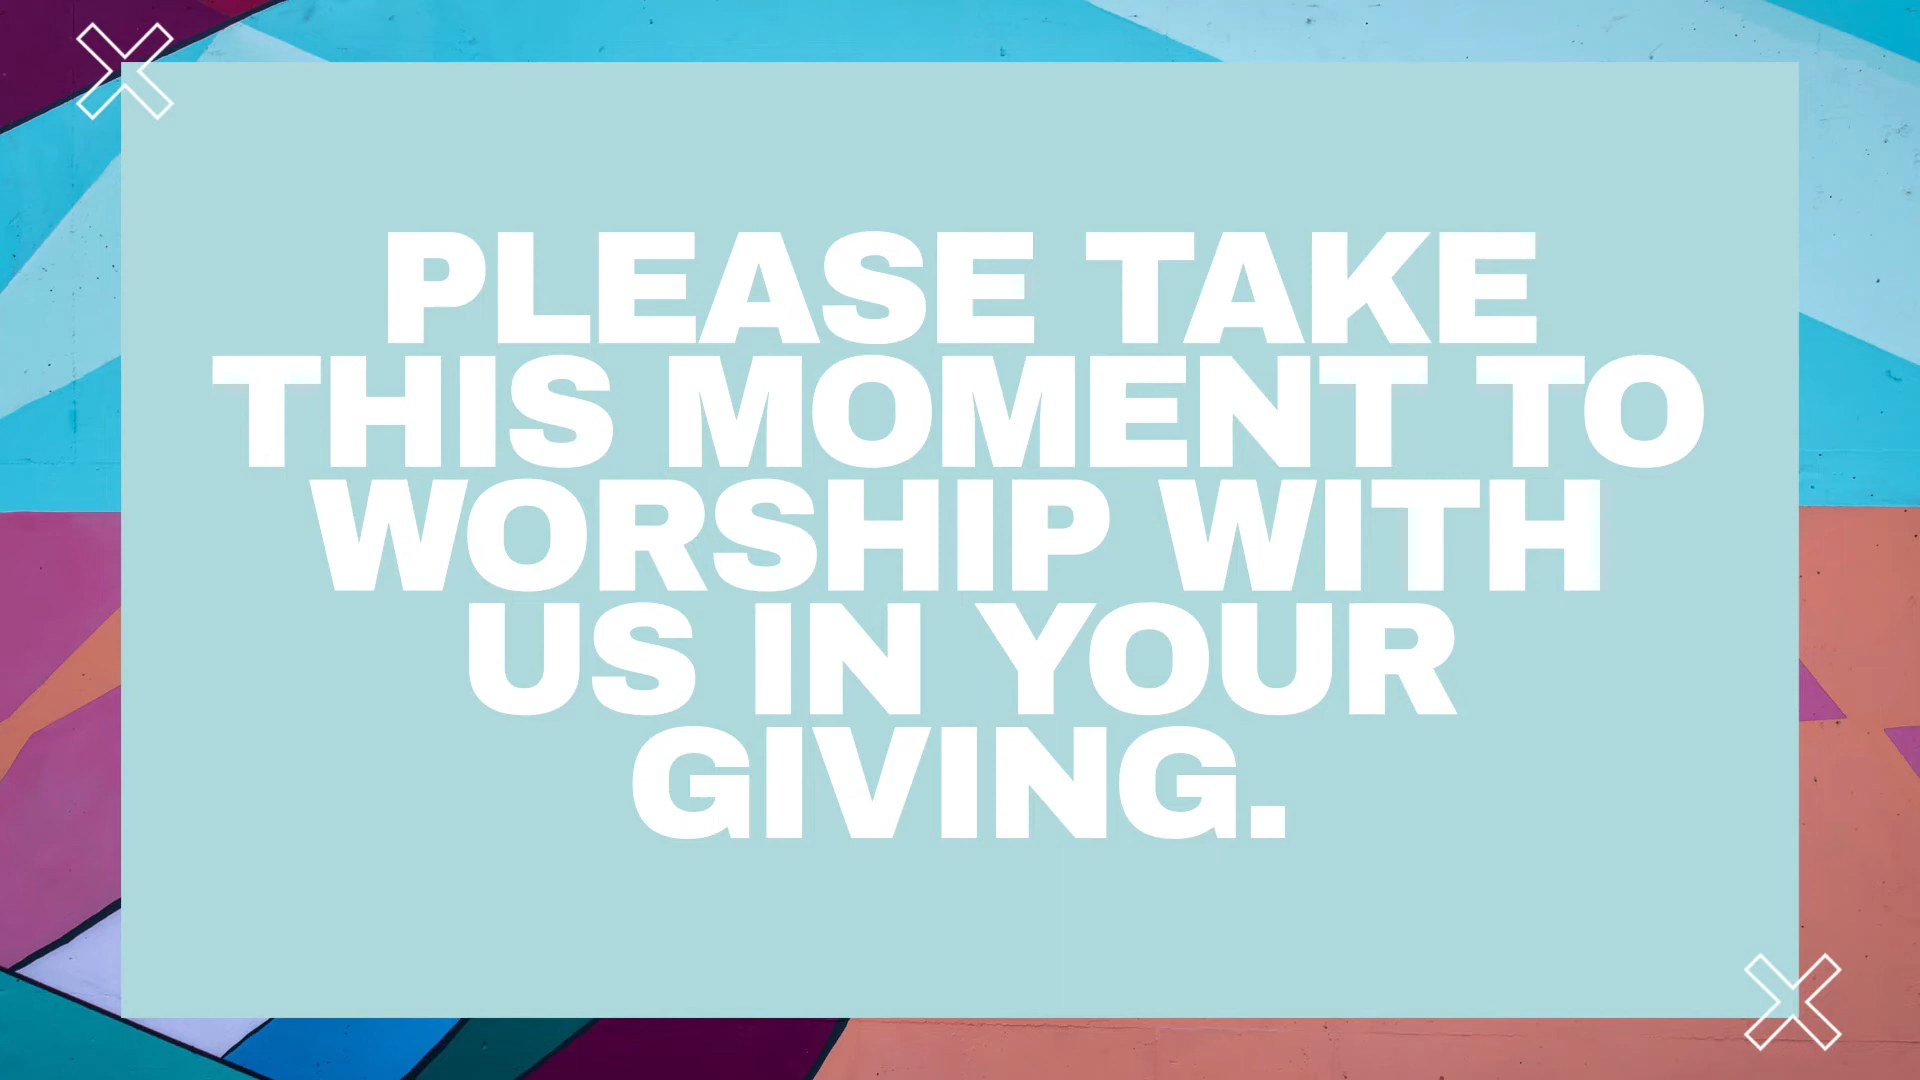 PLEASE TAKE
THIS MOMENT TO
WORSHIP WITH
US IN YOUR
GIVING.